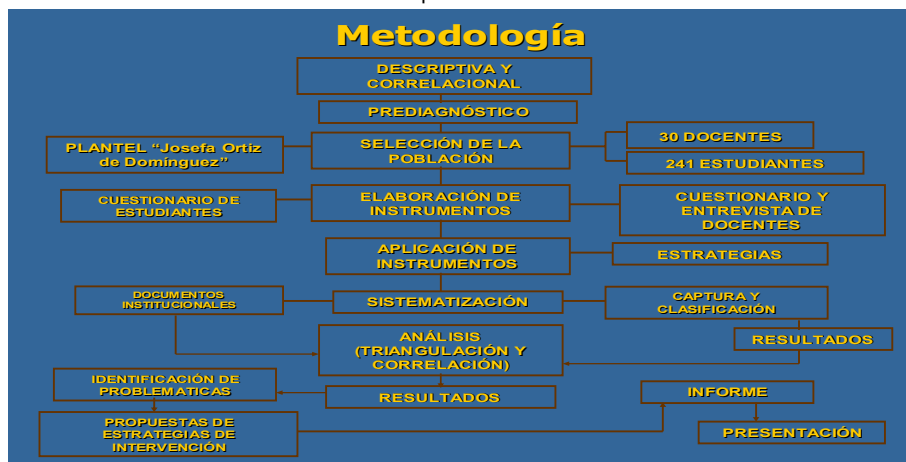 Metodología
DESCRIPTIVA Y
CORRELACIONAL
PREDIAGNÓSTICO
PLANTEL “Josefa Ortiz
de Domínguez”
SELECCIÓN DE LA
POBLACIÓN
30 DOCENTES
241 ESTUDIANTES
CUESTIONARIO DE
ESTUDIANTES
ELABORACIÓN DE
INSTRUMENTOS
CUESTIONARIO Y
ENTREVISTA DE
DOCENTES
APLICACIÓN DE
INSTRUMENTOS
ESTRATEGIAS
DOCUMENTOS
INSTITUCIONALES
SISTEMATIZACIÓN
CAPTURA Y
CLASIFICACIÓN
RESULTADOS
ANÁLISIS
(TRIANGULACIÓN Y
CORRELACIÓN)
IDENTIFICACIÓN DE
PROBLEMATICAS
RESULTADOS
INFORME
PROPUESTAS DE
ESTRATEGIAS DE
INTERVENCIÓN
PRESENTACIÓN